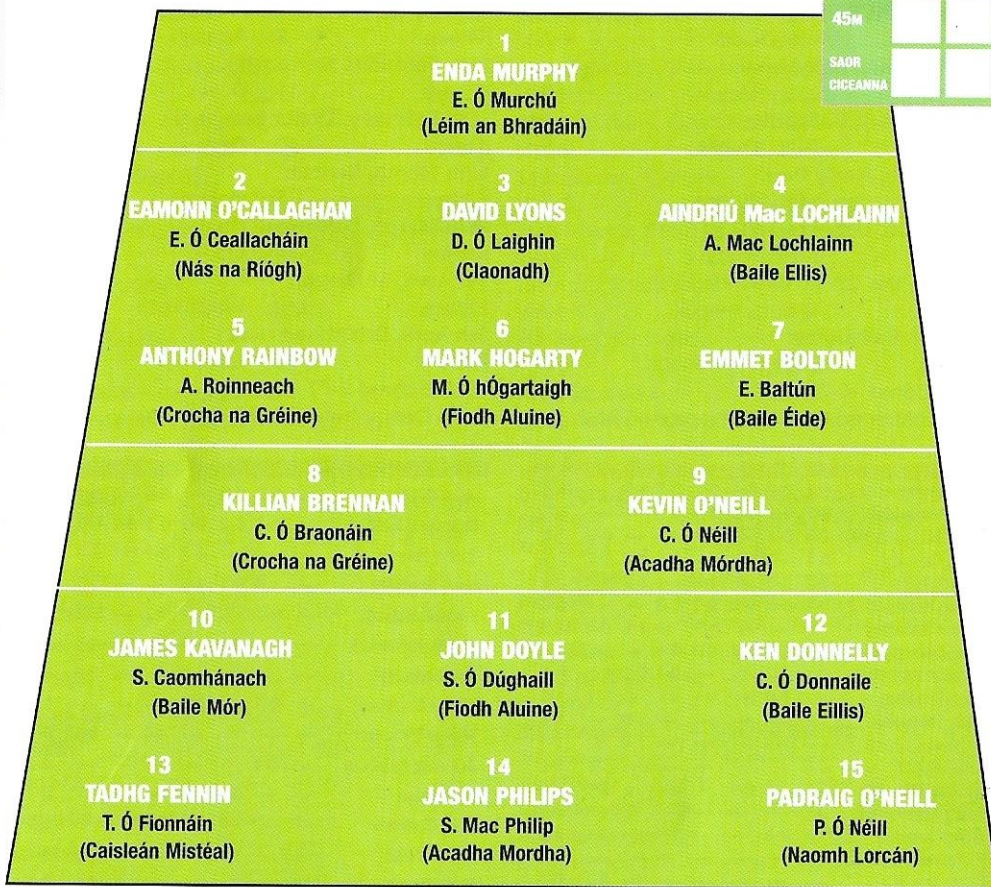 45M
SAOR
CICEANNA
1
ENDA MURPHY
E. Ó Murchú
(Léim an Bhradáin)
2
EAMONN O'CALLAGHAN
E. Ó Ceallacháin
(Nás na Ríógh)
3
DAVID LYONS
D. Ó Laighin
(Claonadh)
4
AINDRIÚ Mac LOCHLAINN
A. Mac Lochlainn
(Baile Ellis)
5
ANTHONY RAINBOW
A. Roinneach
(Crocha na Gréine)
6
MARK HOGARTY
M. Ó hÓgartaigh
(Fiodh Aluine)
7
EMMET BOLTON
E. Baltún
(Baile Éide)
8
KILLIAN BRENNAN
C. Ó Braonáin
(Crocha na Gréine)
9
KEVIN O'NEILL
C. Ó Néill
(Acadha Mórdha)
10
JAMES KAVANAGH
S. Caomhánach
(Baile Mór)
11
JOHN DOYLE
S. Ó Dúghaill
(Fiodh Aluine)
12
KEN DONNELLY
C. Ó Donnaile
(Baile Eillis)
13
TADHG FENNIN
T. Ó Fionnáin
(Caisleán Mistéal)
14
JASON PHILIPS
S. Mac Philip
(Acadha Mordha)
15
PADRAIG O'NEILL
P. Ó Néill
(Naomh Lorcán)